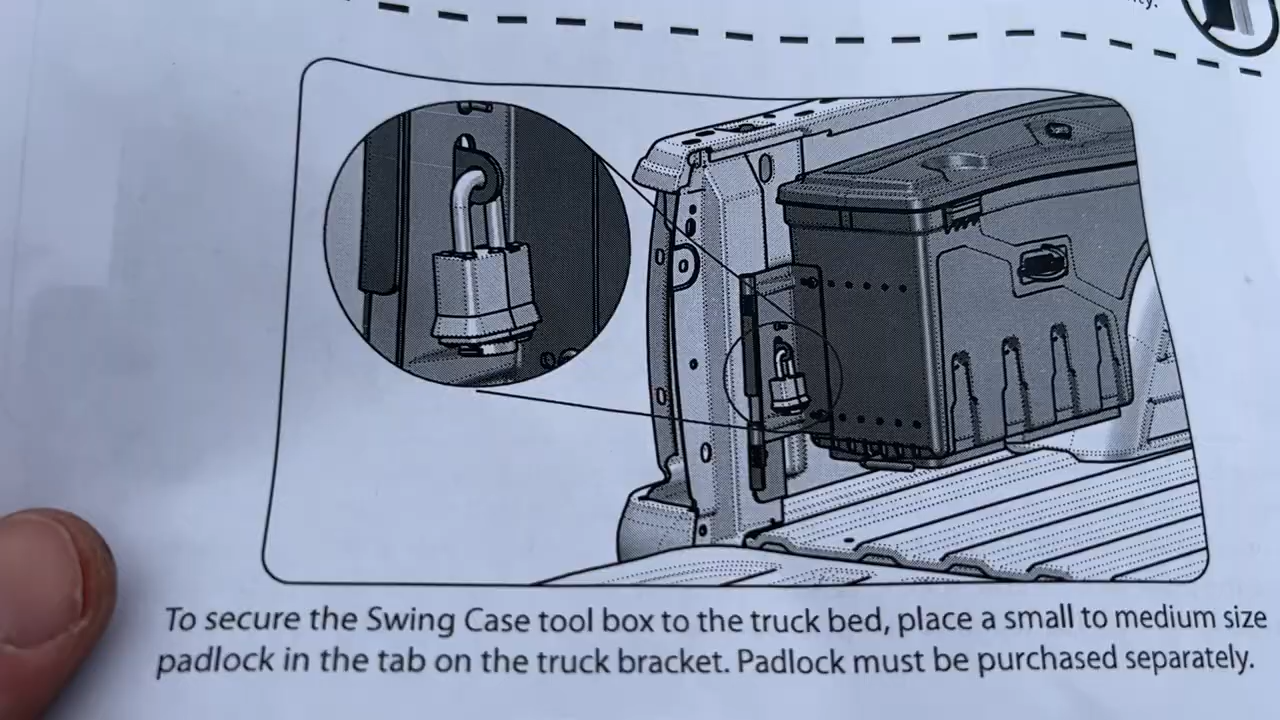 To secure the Swing Case tool box to the truck bed, place a small to medium size
padlock in the tab on the truck bracket. Padlock must be purchased separately.